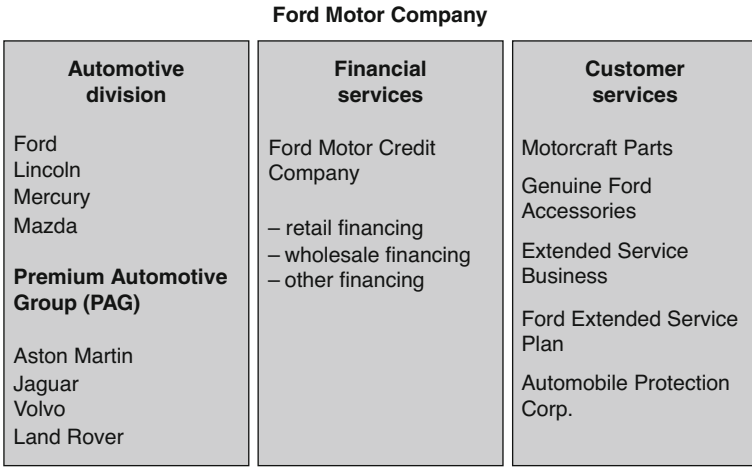 Ford Motor Company
Automotive
division
Ford
Lincoln
Mercury
Mazda
Premium Automotive
Group (PAG)
Aston Martin
Jaguar
Volvo
Land Rover
Financial
services
Ford Motor Credit
Company
– retail financing
– wholesale financing
– other financing
Customer
services
Motorcraft Parts
Genuine Ford
Accessories
Extended Service
Business
Ford Extended Service
Plan
Automobile Protection
Corp.